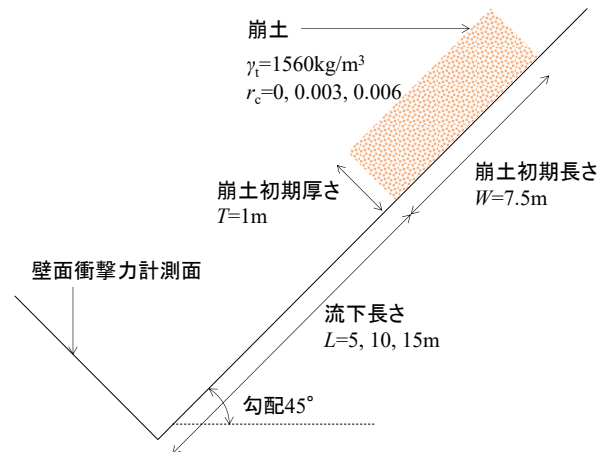 崩土
γt=1560kg/m³
rc=0, 0.003, 0.006
崩土初期厚さ
T=1m
崩土初期長さ
W=7.5m
壁面衝撃力計測面
流下長さ
L=5, 10, 15m
勾配45°